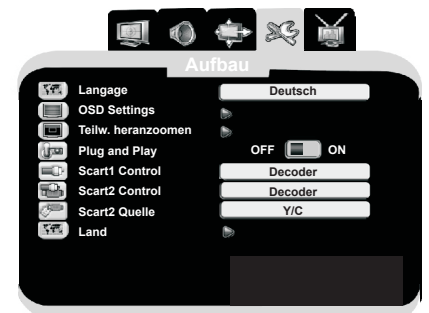 Aufbau
Langage Deutsch
OSD Settings
Teilw. heranzoomen
Plug and Play OFF ON
Scart1 Control Decoder
Scart2 Control Decoder
Scart2 Quelle Y/C
Land